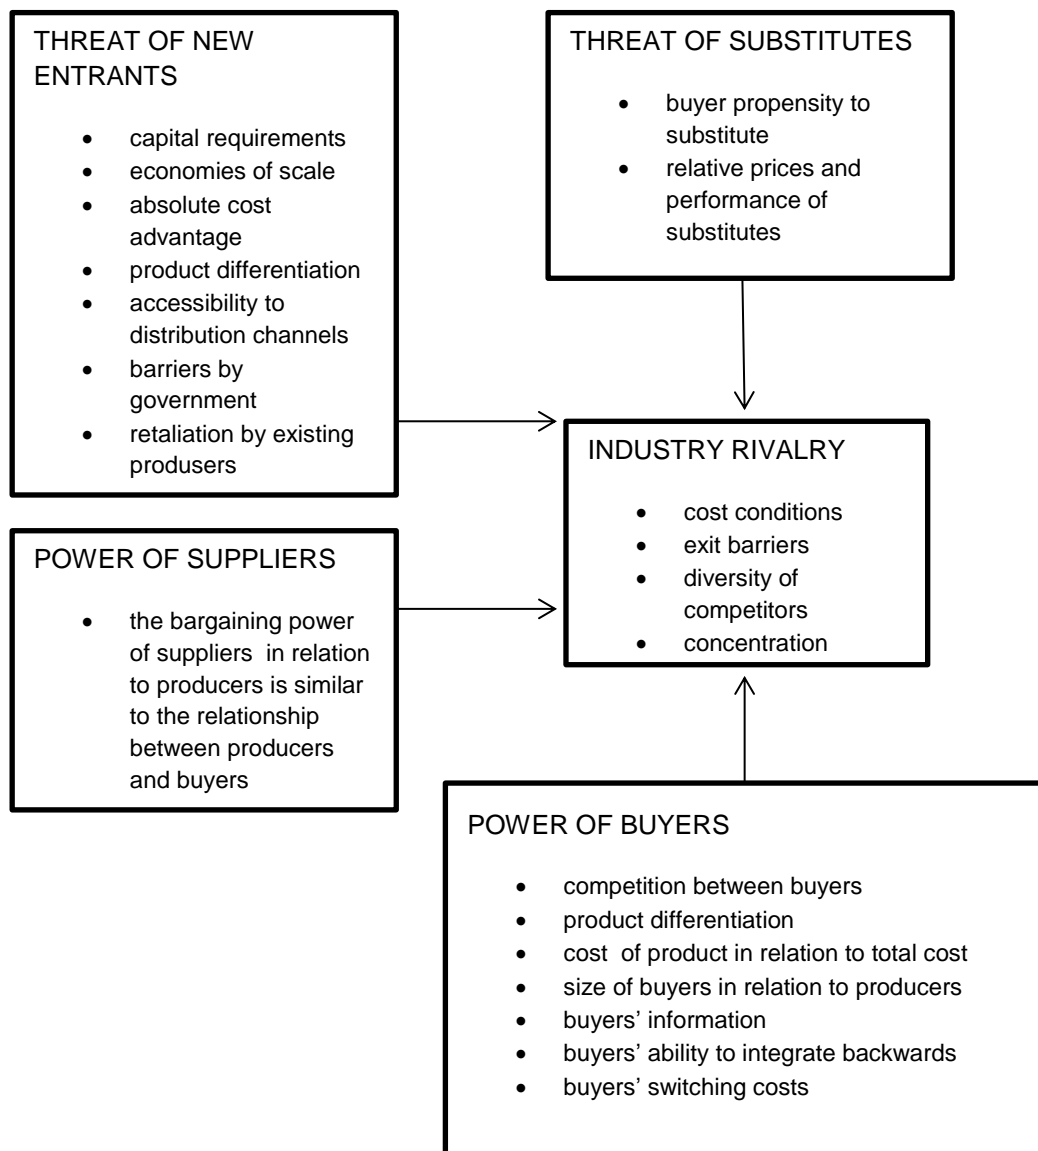 THREAT OF NEW
ENTRANTS
• capital requirements
• economies of scale
• absolute cost
advantage
• product differentiation
• accessibility to
distribution channels
• barriers by
government
• retaliation by existing
produsers
THREAT OF SUBSTITUTES
• buyer propensity to
substitute
• relative prices and
performance of
substitutes
INDUSTRY RIVALRY
• cost conditions
• exit barriers
• diversity of
competitors
• concentration
POWER OF SUPPLIERS
• the bargaining power
of suppliers in relation
to producers is similar
to the relationship
between producers
and buyers
POWER OF BUYERS
• competition between buyers
• product differentiation
• cost of product in relation to total cost
• size of buyers in relation to producers
• buyers’ information
• buyers’ ability to integrate backwards
• buyers’ switching costs